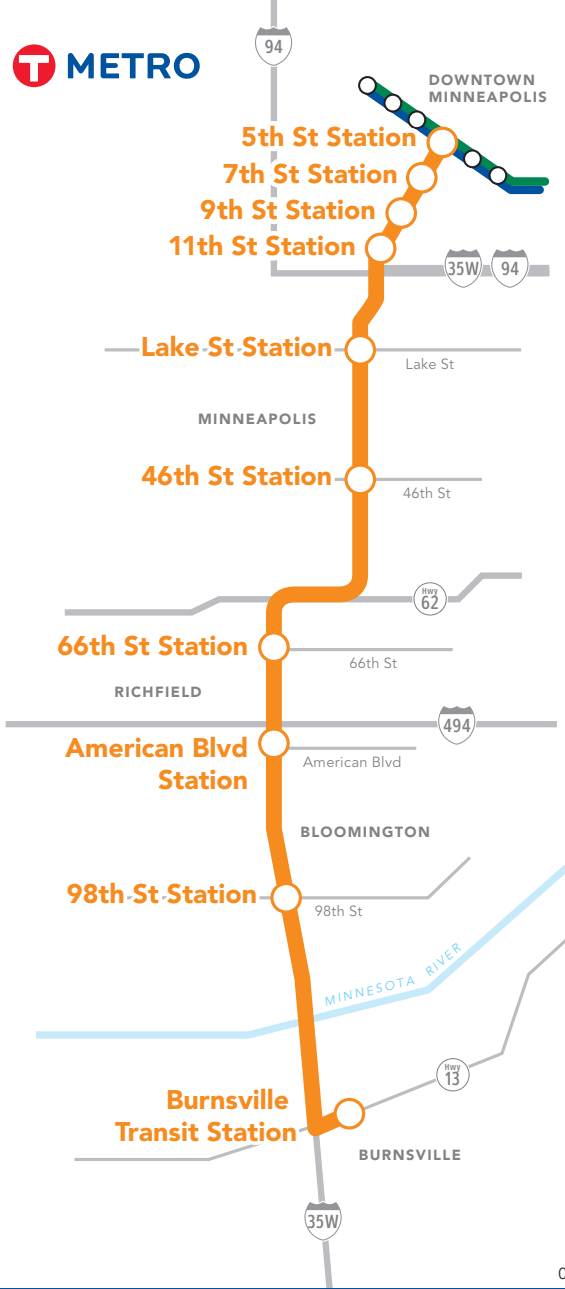 94
T METRO
DOWNTOWN
MINNEAPOLIS
5th St Station
7th St Station
9th St Station
11th St Station
35W
94
Lake St Station
Lake St
MINNEAPOLIS
46th St Station
46th St
Hwy
62
66th St Station
66th St
RICHFIELD
494
American Blvd
Station
American Blvd
BLOOMINGTON
98th St Station
98th St
MINNESOTA RIVER
Hwy
13
Burnsville
Transit Station
BURNSVILLE
35W